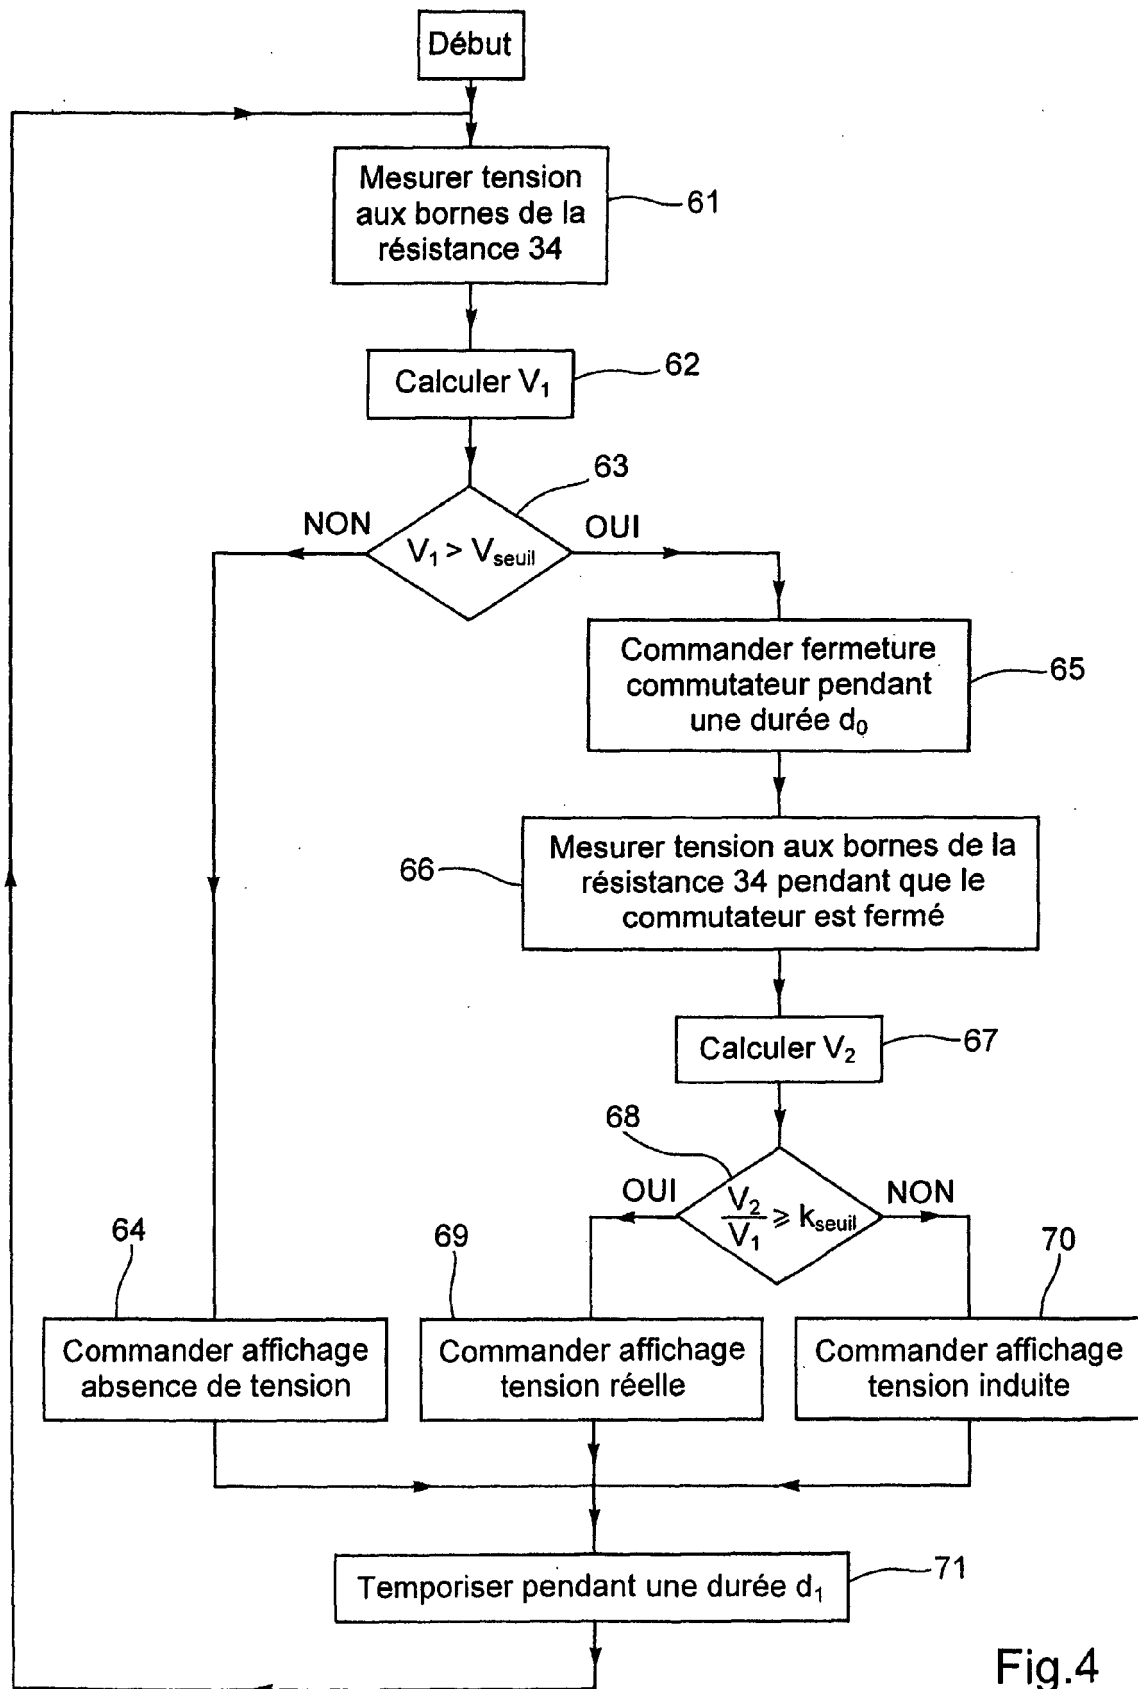 Début
Mesurer tension
aux bornes de la
résistance 34
61
Calculer V₁
62
63
NON
OUI
V₁ > Vseuil
Commander fermeture
commutateur pendant
une durée d₀
65
66
Mesurer tension aux bornes de la
résistance 34 pendant que le
commutateur est fermé
Calculer V₂
67
68
OUI
NON
V₂
V₁
⩾ kseuil
64
69
70
Commander affichage
absence de tension
Commander affichage
tension réelle
Commander affichage
tension induite
Temporiser pendant une durée d₁
71
Fig.4